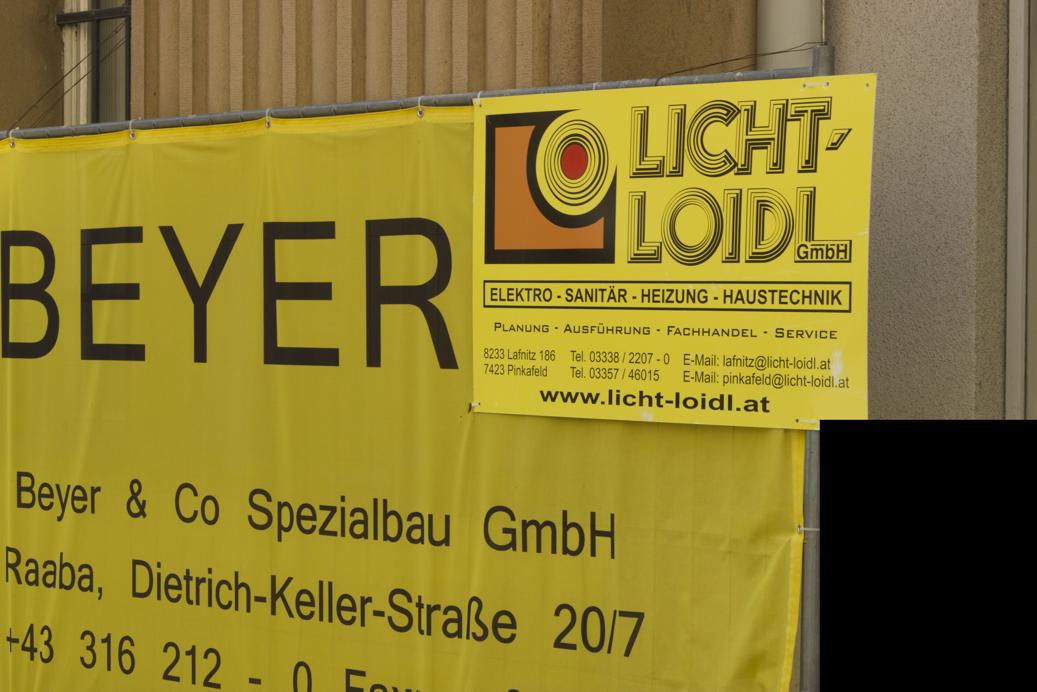 BEYER
Beyer & Co Spezialbau GmbH
Raaba, Dietrich-Keller-Straße 20/7
+43 316 212 - 0
LICHT-
LOIDL
GmbH
ELEKTRO - SANITÄR - HEIZUNG - HAUSTECHNIK
PLANUNG - AUSFÜHRUNG - FACHHANDEL - SERVICE
8233 Lafnitz 186 Tel. 03338 / 2207 - 0 E-Mail: lafnitz@licht-loidl.at
7423 Pinkafeld Tel. 03357 / 46015 E-Mail: pinkafeld@licht-loidl.at
www.licht-loidl.at